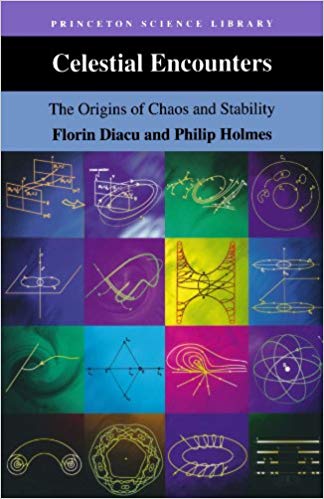 PRINCETON SCIENCE LIBRARY
Celestial Encounters
The Origins of Chaos and Stability
Florin Diacu and Philip Holmes